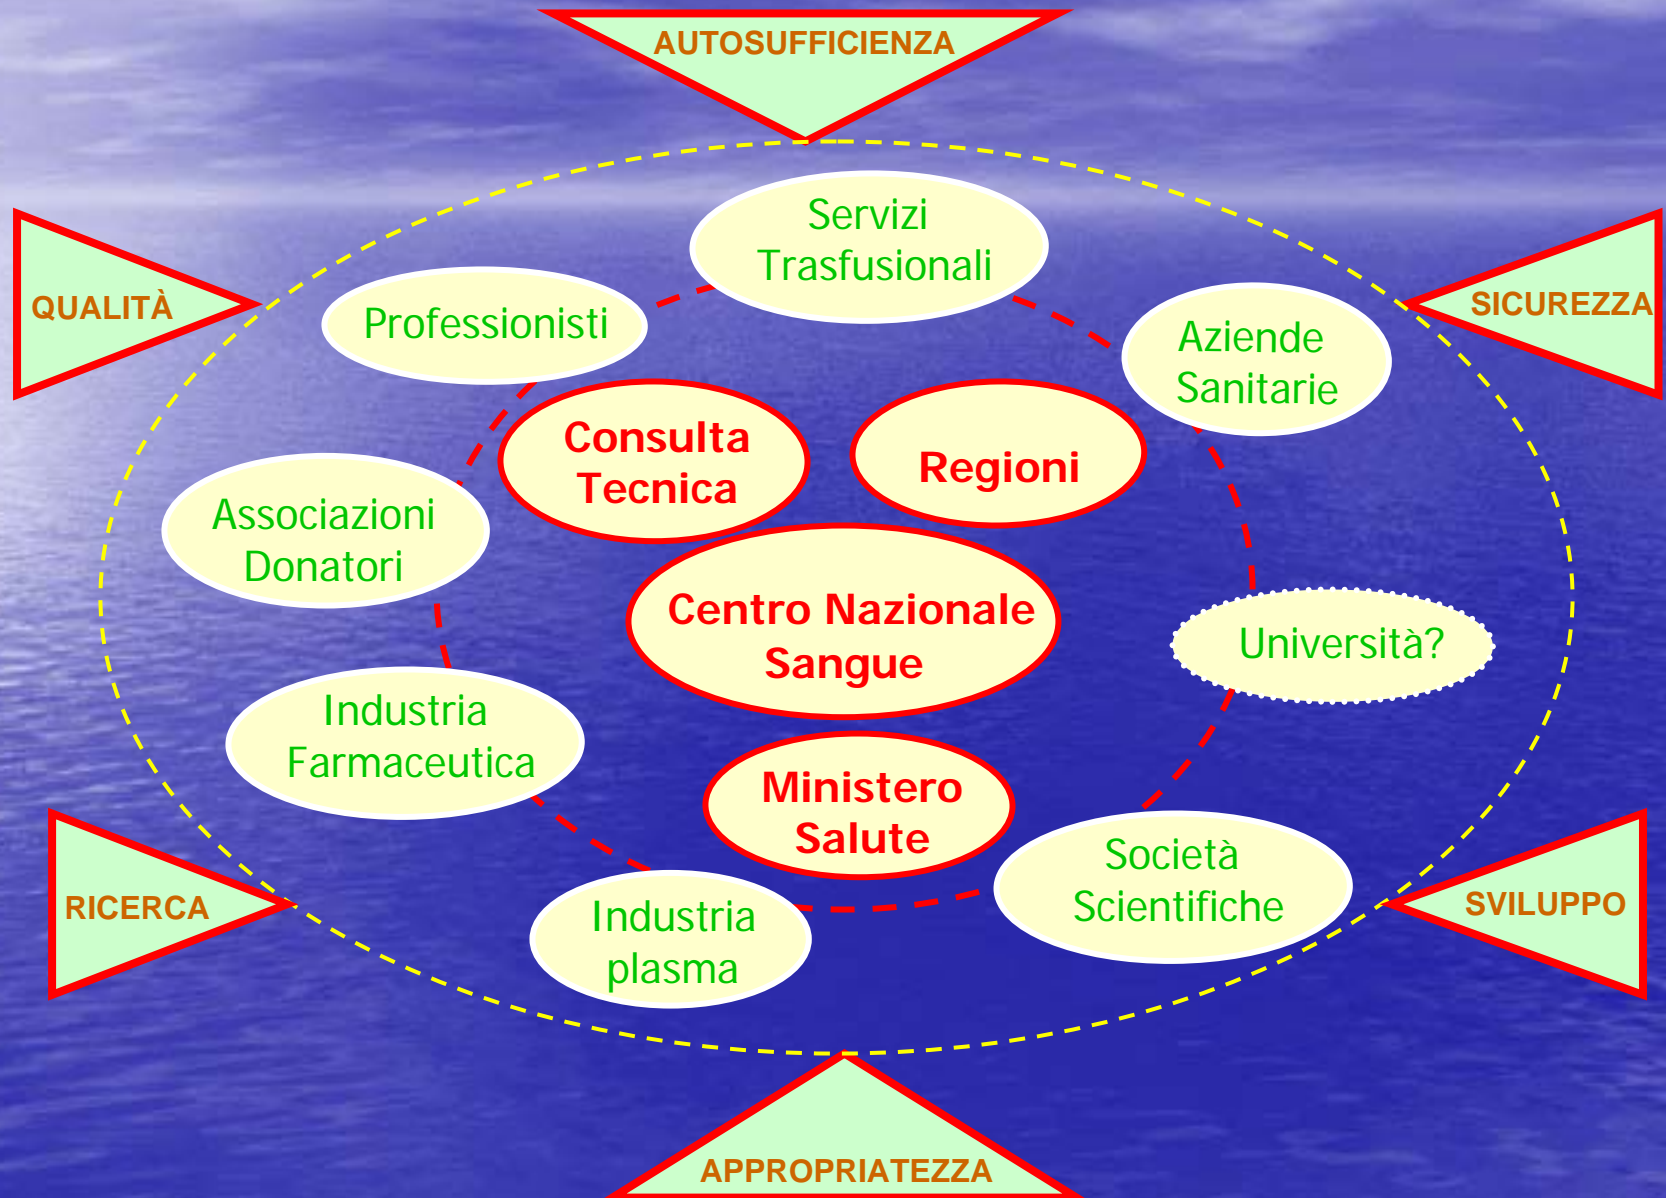 AUTOSUFFICIENZA
Servizi
Trasfusionali
QUALITÀ
SICUREZZA
Professionisti
Aziende
Sanitarie
Consulta
Tecnica
Regioni
Associazioni
Donatori
Centro Nazionale
Sangue
Università?
Industria
Farmaceutica
Ministero
Salute
Società
Scientifiche
RICERCA
SVILUPPO
Industria
plasma
APPROPRIATEZZA